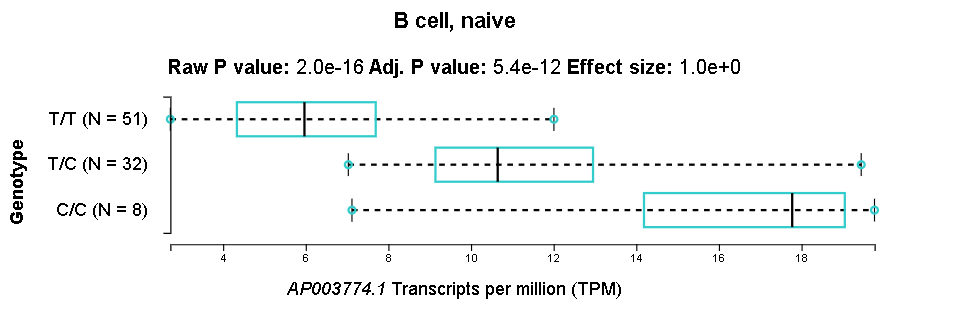 B cell, naive
Raw P value: 2.0e-16 Adj. P value: 5.4e-12 Effect size: 1.0e+0
Genotype
T/T (N = 51)
T/C (N = 32)
C/C (N = 8)
4 6 8 10 12 14 16 18
AP003774.1 Transcripts per million (TPM)